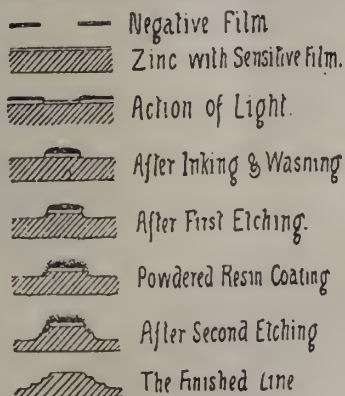 Negative Film
Zinc with Sensitive Film.
Action of Light.
After Inking & Washing
After First Etching.
Powdered Resin Coating
After Second Etching
The Finished Line